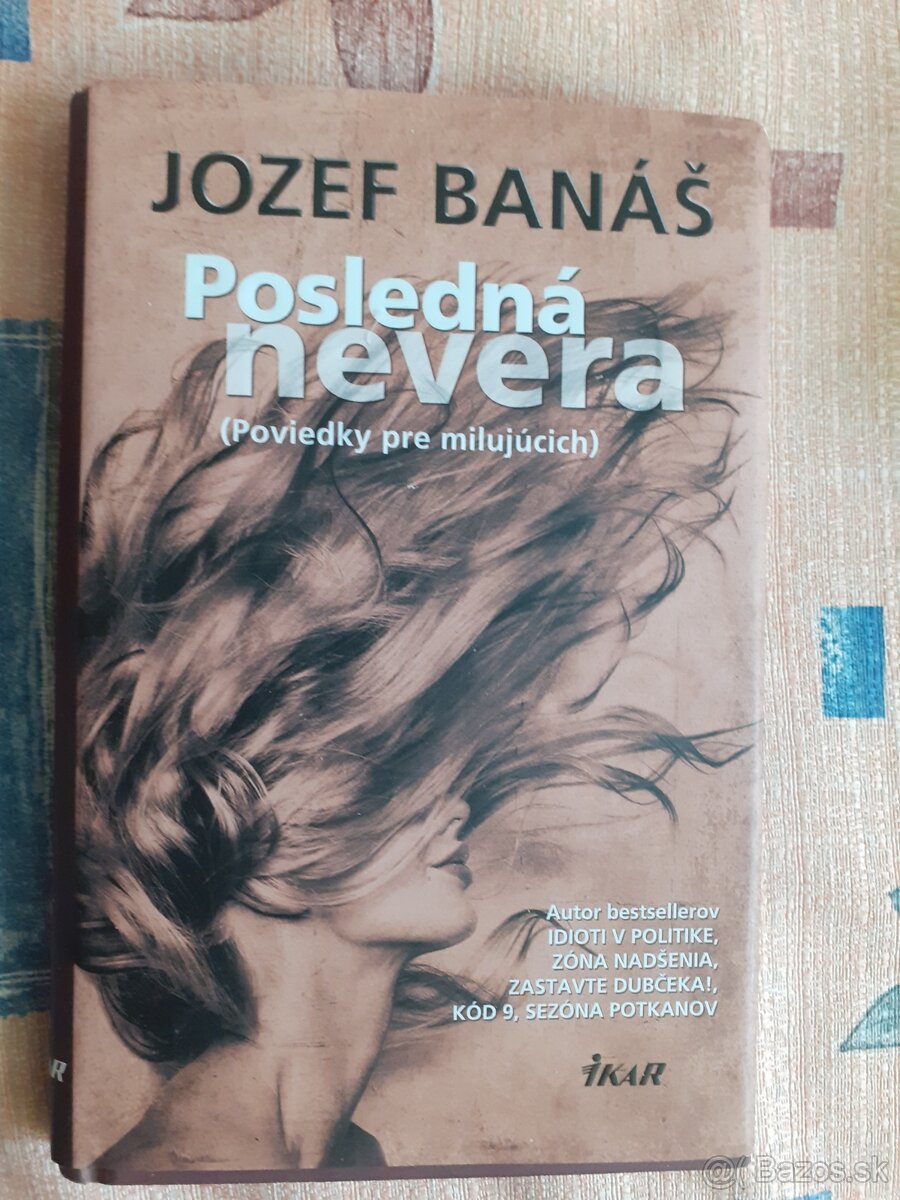 JOZEF BANÁŠ
Posledná
nevera
(Poviedky pre milujúcich)
Autor bestsellerov
IDIOTI V POLITIKE,
ZÓNA NADŠENIA,
ZASTAVTE DUBČEKA!,
KÓD 9, SEZÓNA POTKANOV
IKAR
@ Bazos.sk